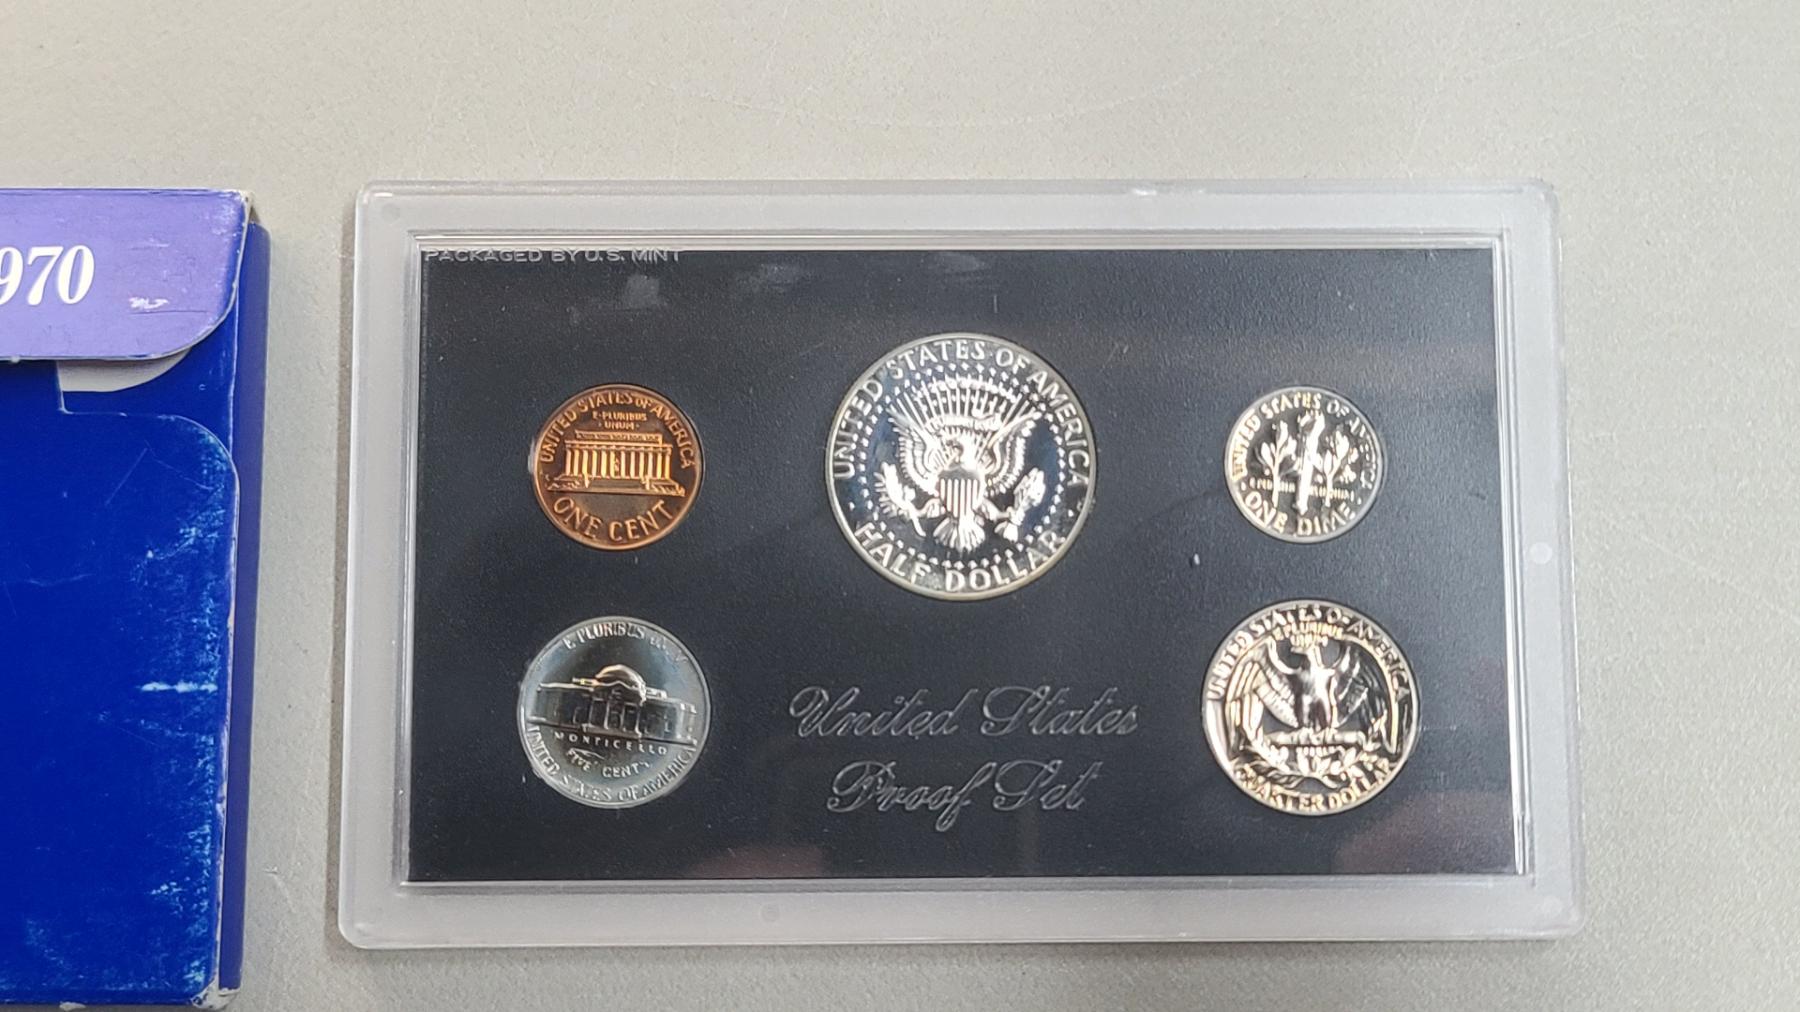 970
PACKAGED BY U.S. MINT
UNITED STATES OF AMERICA
E·PLURIBUS
·UNUM·
ONE CENT
UNITED STATES OF AMERICA
· HALF DOLLAR ·
UNITED STATES OF AMERICA
· ONE DIME ·
E PLURIBUS
MONTICELLO
CENTS
UNITED STATES OF AMERICA
United States
Proof Set
UNITED STATES OF AMERICA
E PLURIBUS
UNUM
QUARTER DOLLAR